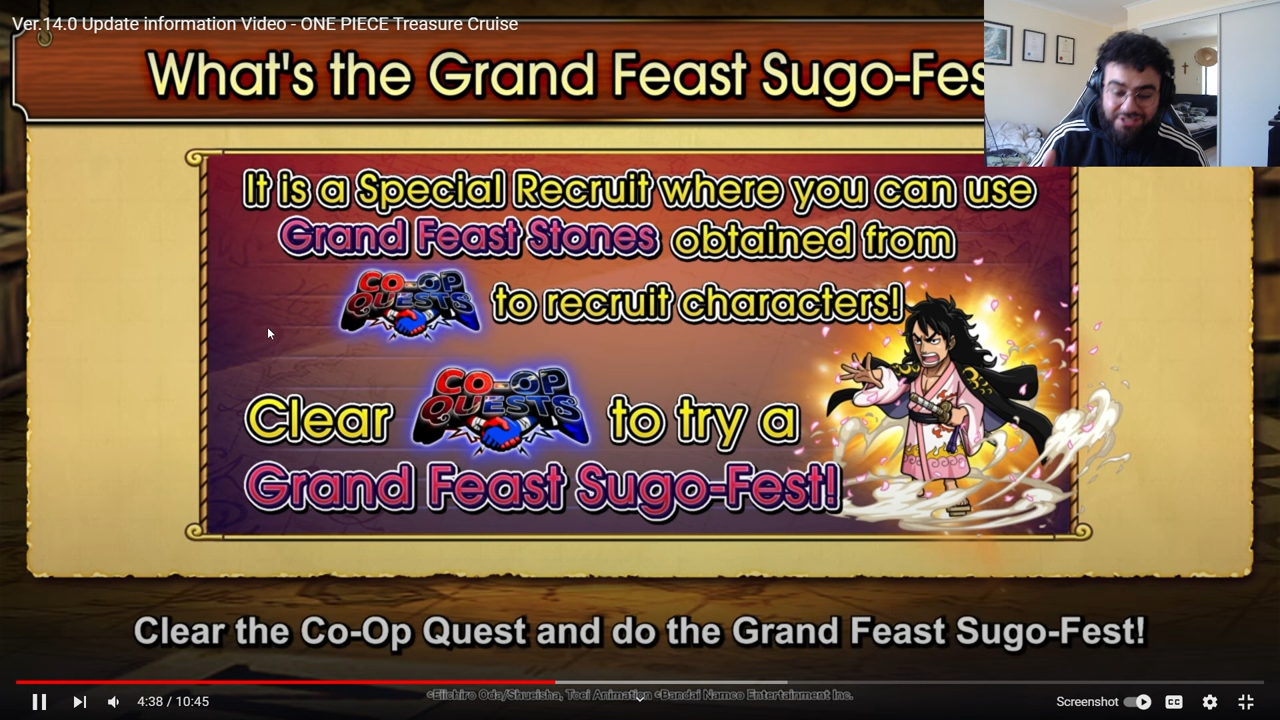 Ver.14.0 Update information Video - ONE PIECE Treasure Cruise
What's the Grand Feast Sugo-Fes
It is a Special Recruit where you can use
Grand Feast Stones obtained from
CO-OP QUESTS to recruit characters!
Clear CO-OP QUESTS to try a
Grand Feast Sugo-Fest!
Clear the Co-Op Quest and do the Grand Feast Sugo-Fest!
©Eiichiro Oda/Shueisha, Toei Animation ©Bandai Namco Entertainment Inc.
4:38 / 10:45
Screenshot
CC